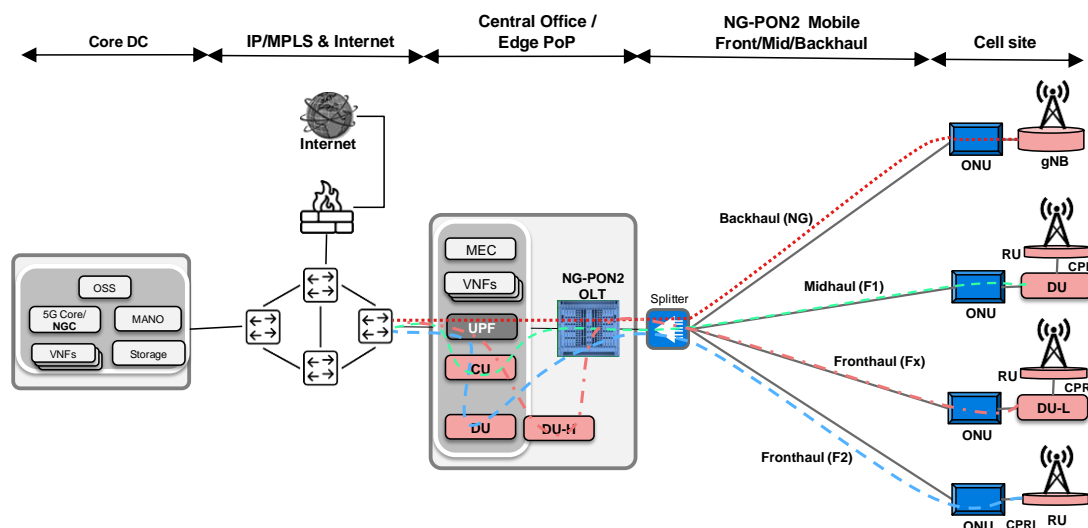 Core DC
IP/MPLS & Internet
Central Office /
Edge PoP
NG-PON2 Mobile
Front/Mid/Backhaul
Cell site
Internet
ONU
gNB
Backhaul (NG)
MEC
VNFs
NG-PON2
OLT
UPF
CU
DU
DU-H
Splitter
OSS
5G Core/
NGC
MANO
VNFs
Storage
RU
CPRI
DU
Midhaul (F1)
ONU
Fronthaul (Fx)
RU
CPRI
DU-L
ONU
Fronthaul (F2)
ONU
CPRI
RU